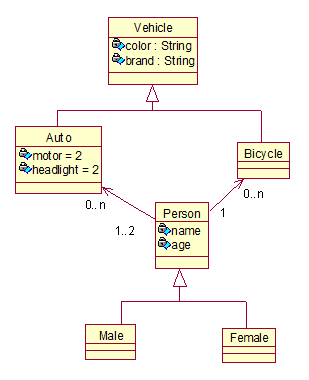 Vehicle
color : String
brand : String
Auto
motor = 2
headlight = 2
Bicycle
0..n
0..n
Person
1
1..2
name
age
Male
Female